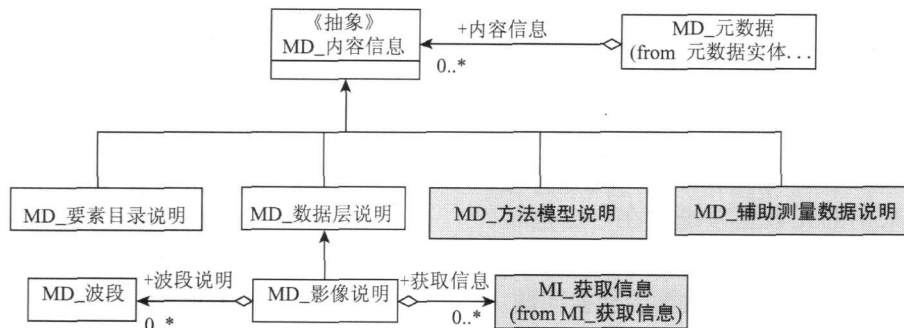 《抽象》
MD_内容信息
+内容信息
0..*
MD_元数据
(from 元数据实体...
MD_要素目录说明
MD_数据层说明
MD_方法模型说明
MD_辅助测量数据说明
MD_波段
+波段说明
0..*
MD_影像说明
+获取信息
0..*
MI_获取信息
(from MI_获取信息)